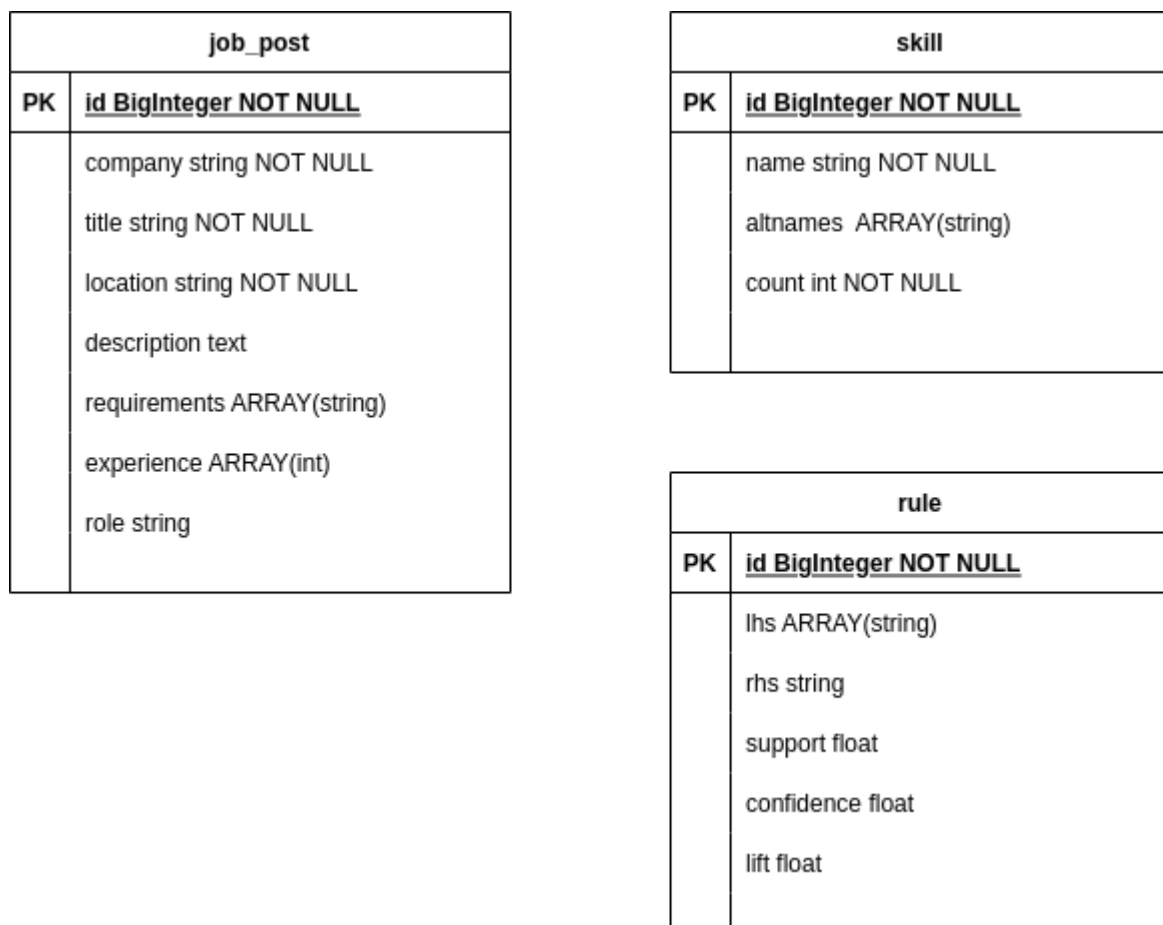 job_post
PK id BigInteger NOT NULL
company string NOT NULL
title string NOT NULL
location string NOT NULL
description text
requirements ARRAY(string)
experience ARRAY(int)
role string
skill
PK id BigInteger NOT NULL
name string NOT NULL
altnames ARRAY(string)
count int NOT NULL
rule
PK id BigInteger NOT NULL
lhs ARRAY(string)
rhs string
support float
confidence float
lift float